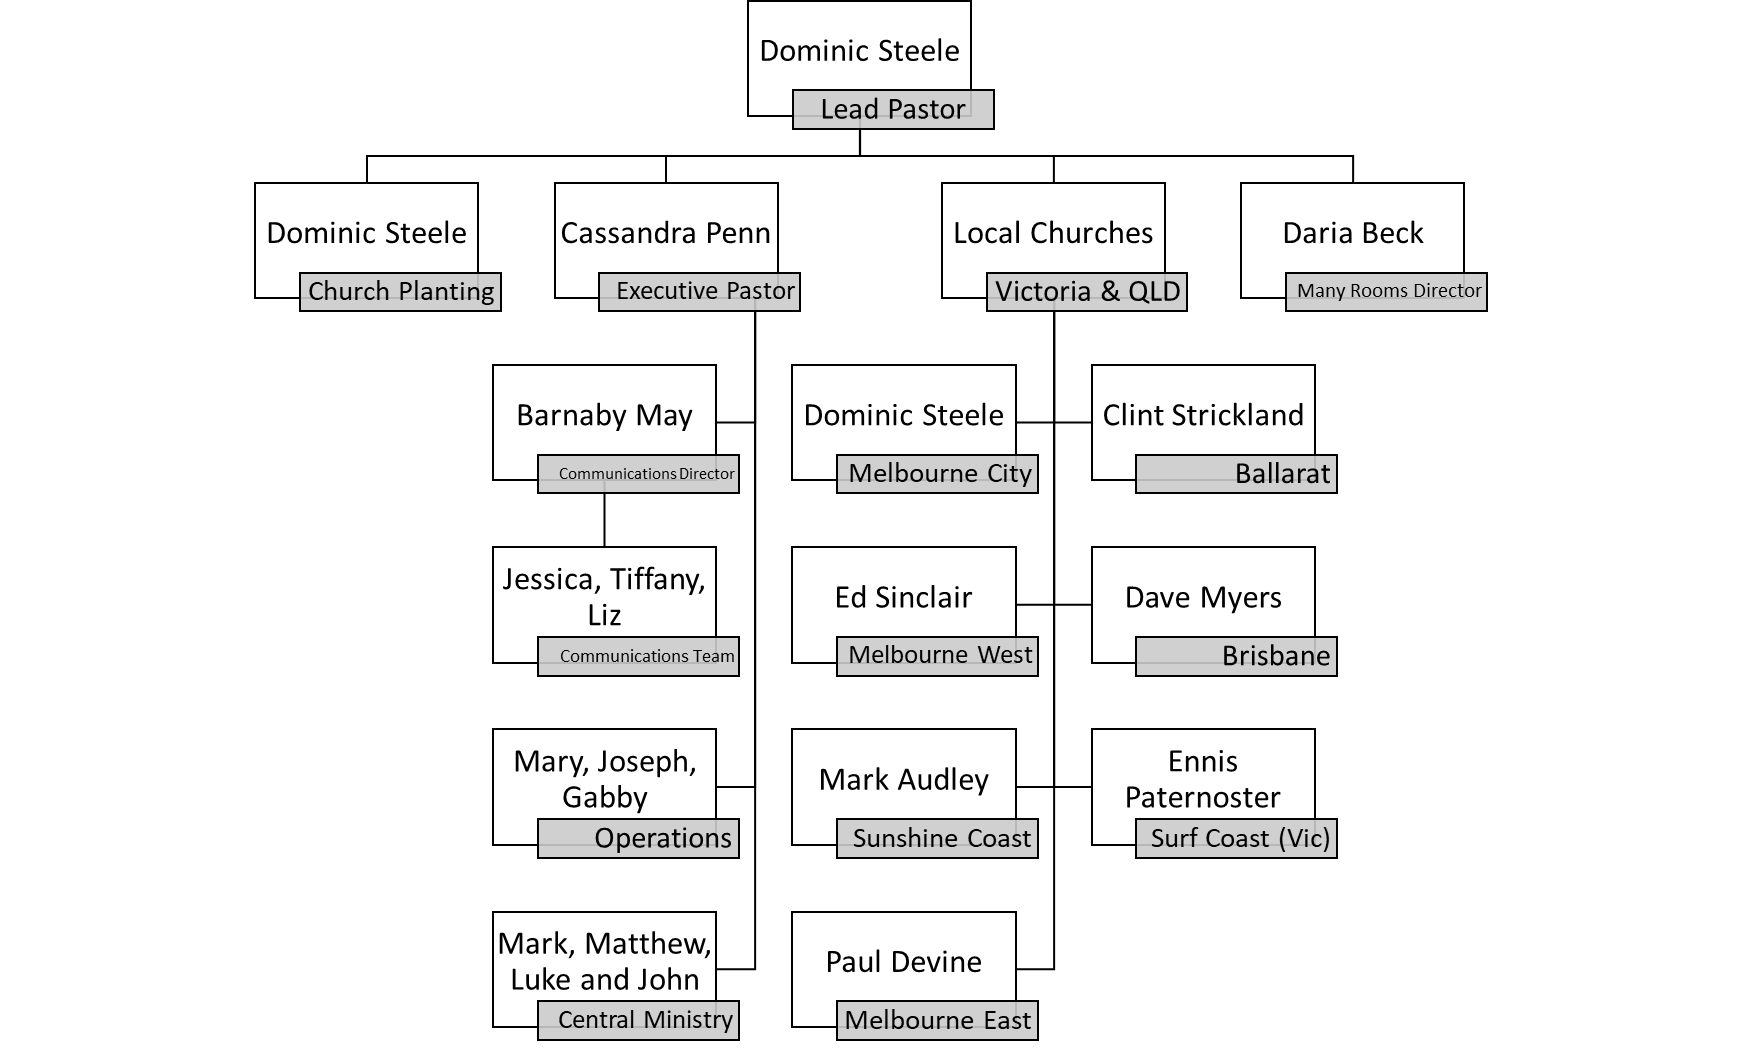 Dominic Steele
Lead Pastor
Dominic Steele
Church Planting
Cassandra Penn
Executive Pastor
Local Churches
Victoria & QLD
Daria Beck
Many Rooms Director
Barnaby May
Communications Director
Jessica, Tiffany,
Liz
Communications Team
Mary, Joseph,
Gabby
Operations
Mark, Matthew,
Luke and John
Central Ministry
Dominic Steele
Melbourne City
Clint Strickland
Ballarat
Ed Sinclair
Melbourne West
Dave Myers
Brisbane
Mark Audley
Sunshine Coast
Ennis
Paternoster
Surf Coast (Vic)
Paul Devine
Melbourne East